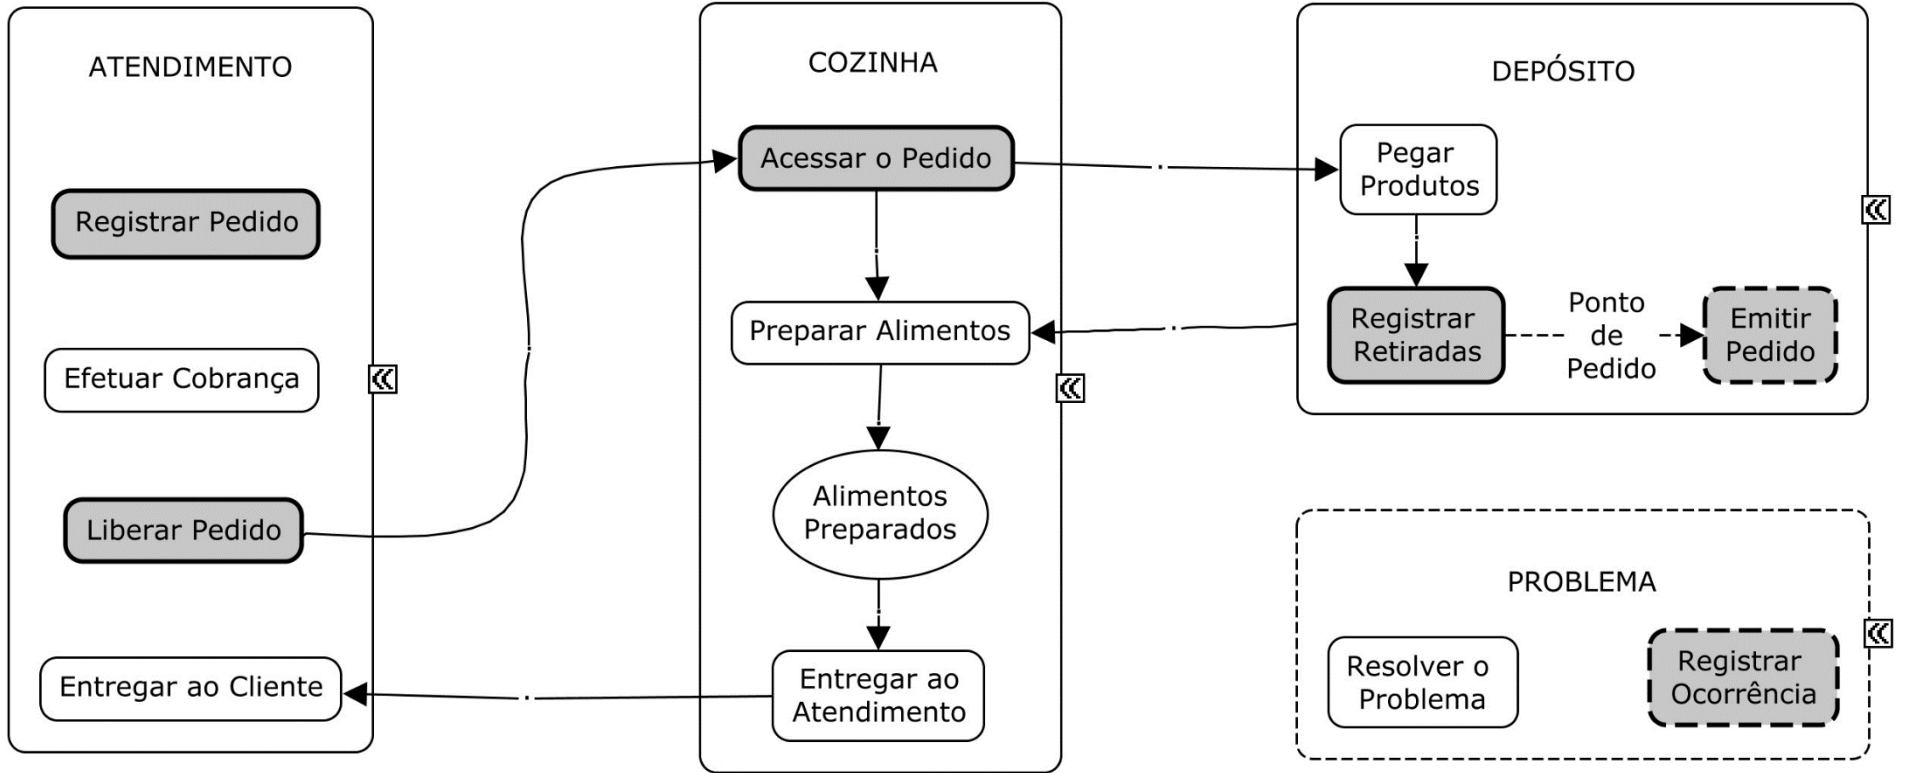 ATENDIMENTO
Registrar Pedido
Efetuar Cobrança
Liberar Pedido
Entregar ao Cliente
COZINHA
Acessar o Pedido
Preparar Alimentos
Alimentos
Preparados
Entregar ao
Atendimento
DEPÓSITO
Pegar
Produtos
Registrar
Retiradas
Ponto
de
Pedido
Emitir
Pedido
PROBLEMA
Resolver o
Problema
Registrar
Ocorrência